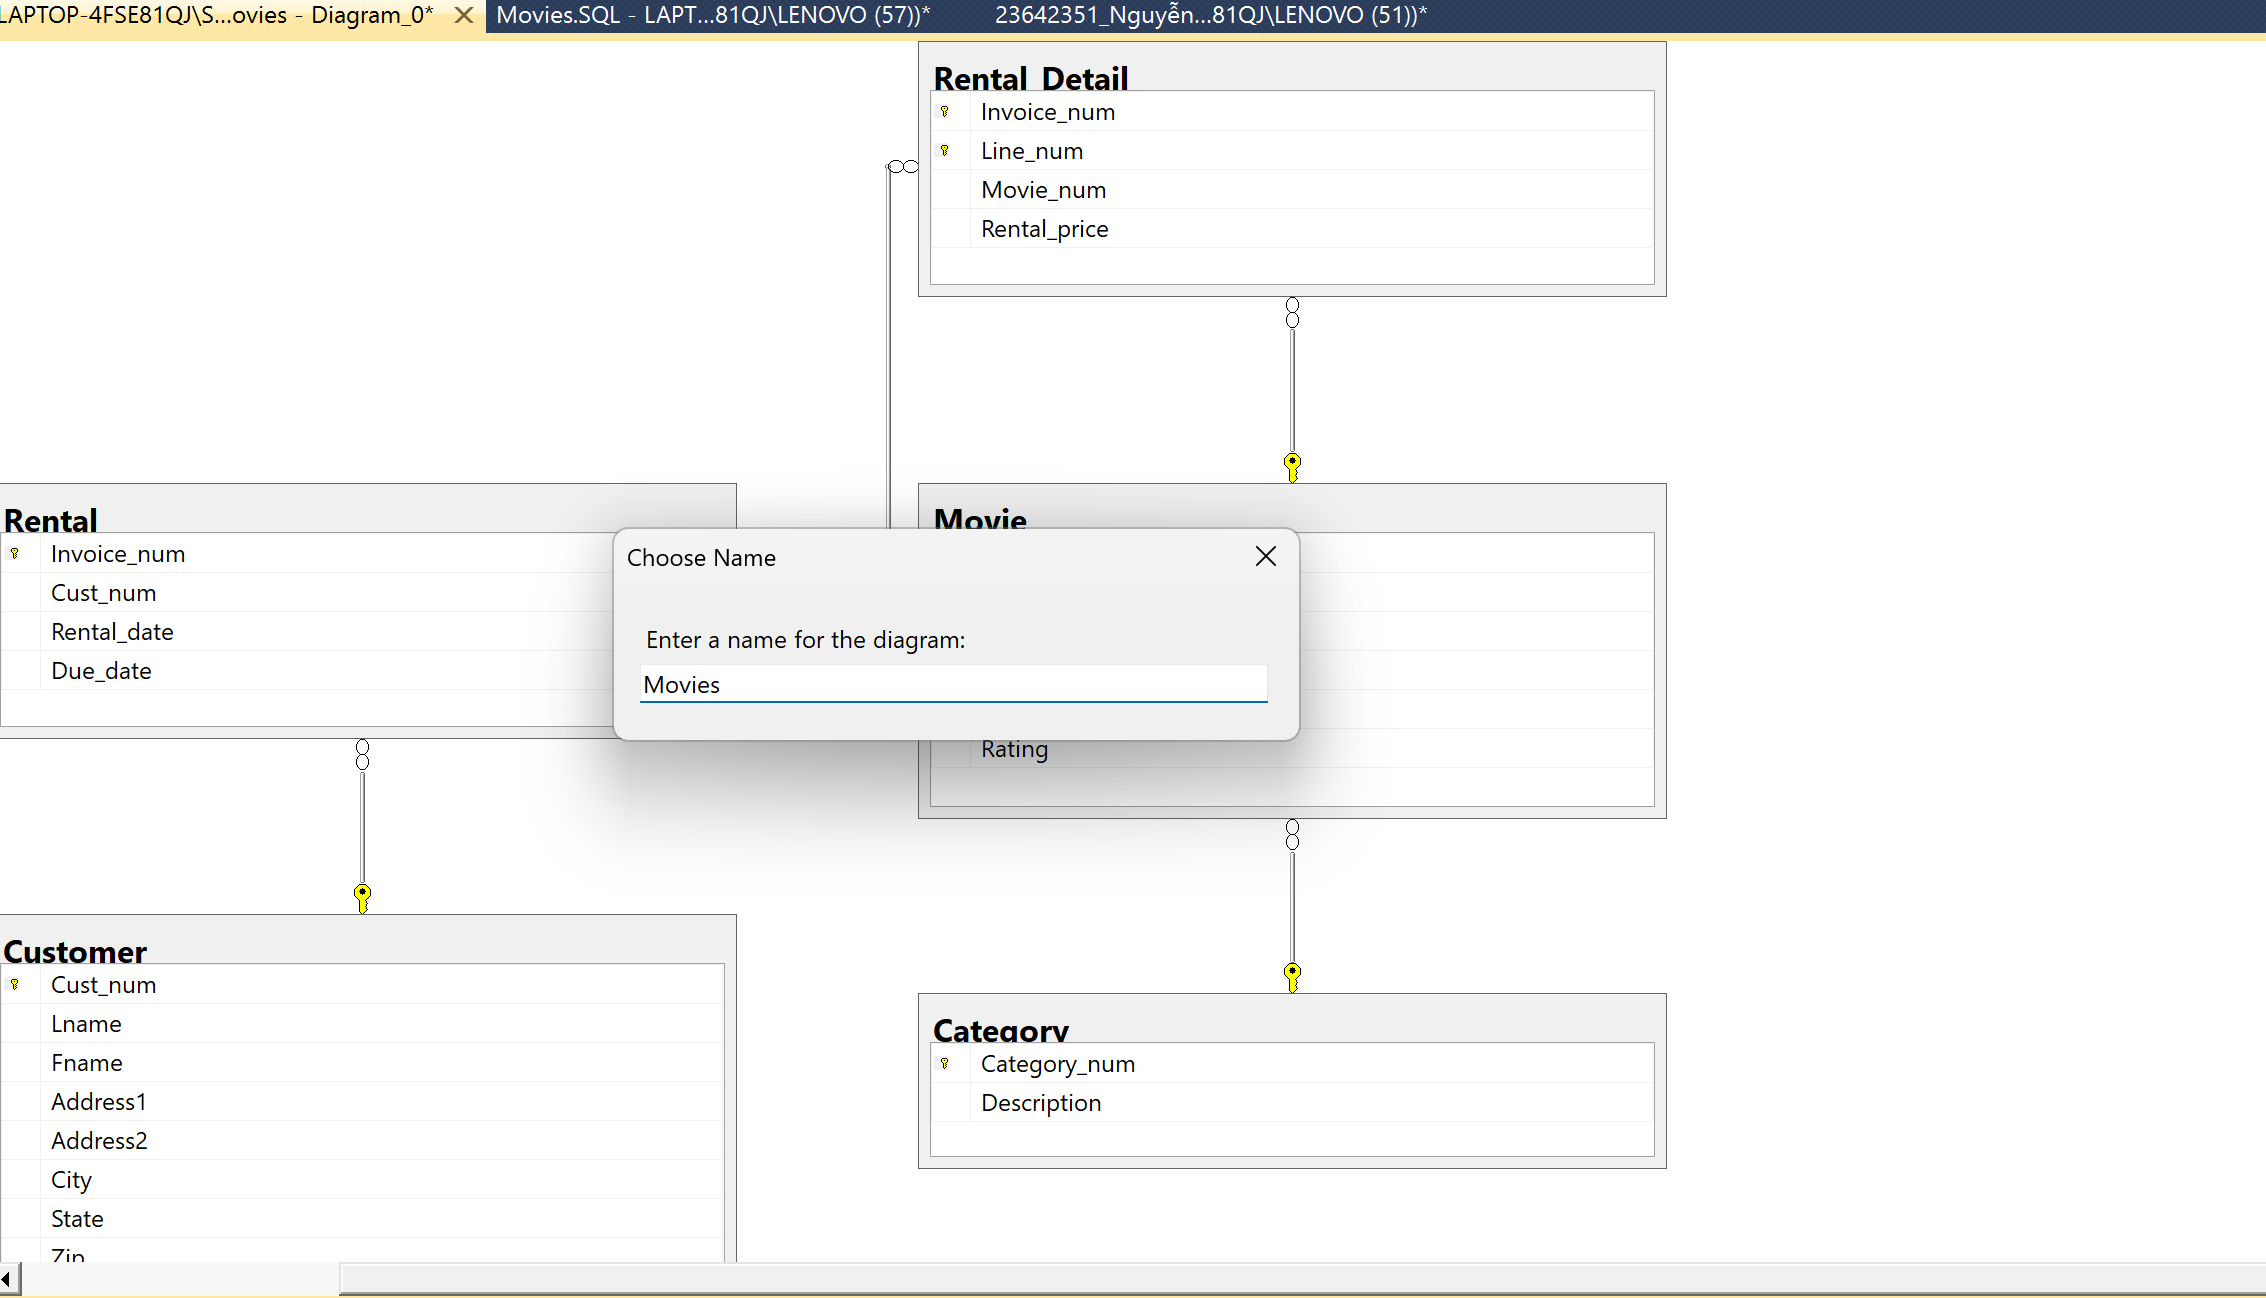 LAPTOP-4FSE81QJ\S...ovies - Diagram_0*
Movies.SQL - LAPT...81QJ\LENOVO (57))*
23642351_Nguyễn...81QJ\LENOVO (51))*
Rental_Detail
Invoice_num
Line_num
Movie_num
Rental_price
Rental
Invoice_num
Cust_num
Rental_date
Due_date
Movie
Choose Name
Enter a name for the diagram:
Movies
Rating
Customer
Cust_num
Lname
Fname
Address1
Address2
City
State
Zip
Category
Category_num
Description